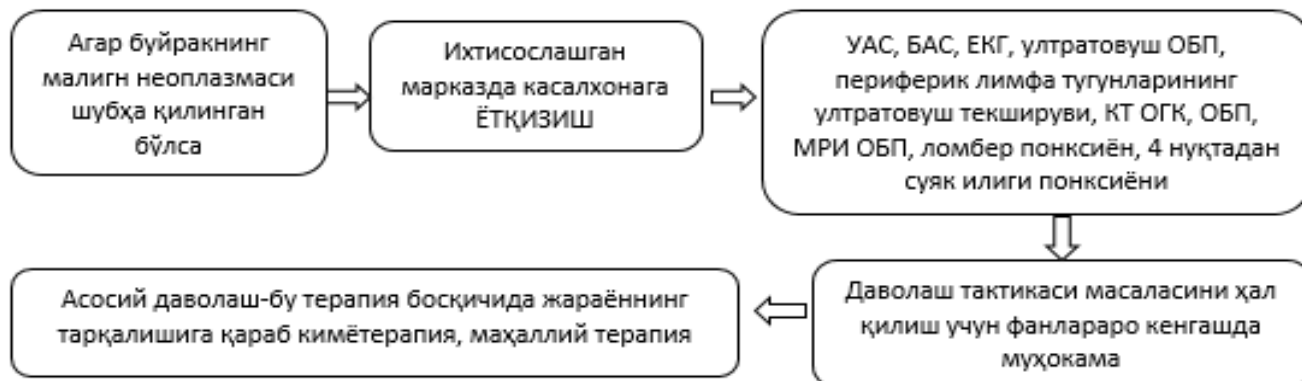 Агар буйракнинг
малигн неоплазмаси
шубҳа қилинган
бўлса
Ихтисослашган
марказда касалхонага
ЁТҚИЗИШ
УАС, БАС, ЕКГ, ултратовуш ОБП,
периферик лимфа тугунларининг
ултратовуш текшируви, КТ ОГК, ОБП,
МРИ ОБП, ломбер понксиён, 4 нуқтадан
суяк илиги понксиёни
Даволаш тактикаси масаласини ҳал
қилиш учун фанлараро кенгашда
муҳокама
Асосий даволаш-бу терапия босқичида жараённинг
тарқалишига қараб кимётерапия, маҳаллий терапия